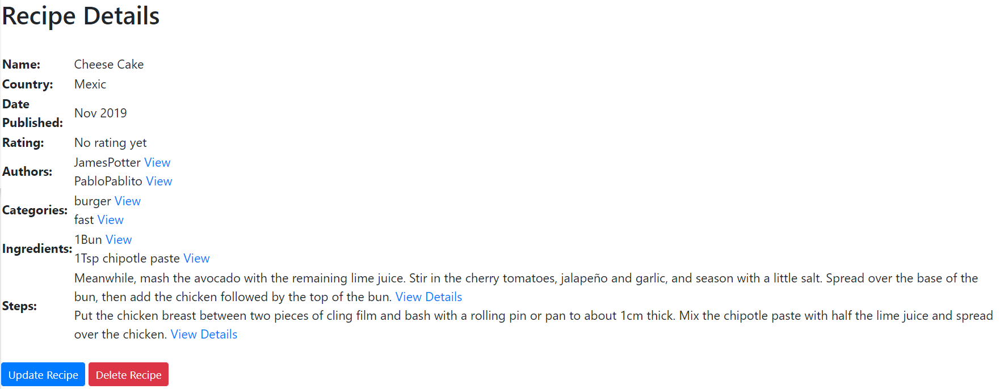 Recipe Details
Name: Cheese Cake
Country: Mexic
Date Published: Nov 2019
Rating: No rating yet
Authors: JamesPotter View
PabloPablito View
Categories: burger View
fast View
Ingredients: 1Bun View
1Tsp chipotle paste View
Steps: Meanwhile, mash the avocado with the remaining lime juice. Stir in the cherry tomatoes, jalapeño and garlic, and season with a little salt. Spread over the base of the
bun, then add the chicken followed by the top of the bun. View Details
Put the chicken breast between two pieces of cling film and bash with a rolling pin or pan to about 1cm thick. Mix the chipotle paste with half the lime juice and spread
over the chicken. View Details
Update Recipe Delete Recipe